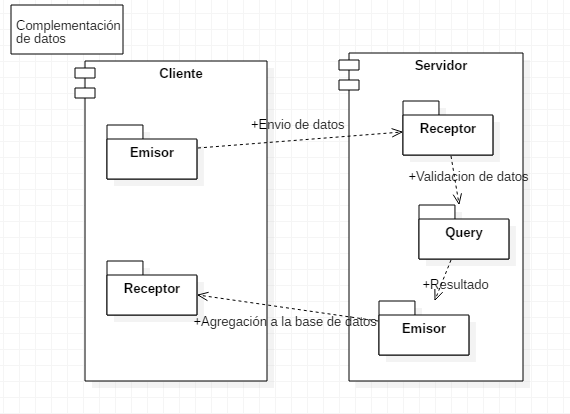 Complementación
de datos
Cliente
Servidor
+Envio de datos
Receptor
Emisor
+Validacion de datos
Query
Receptor
+Resultado
+Agregación a la base de datos
Emisor